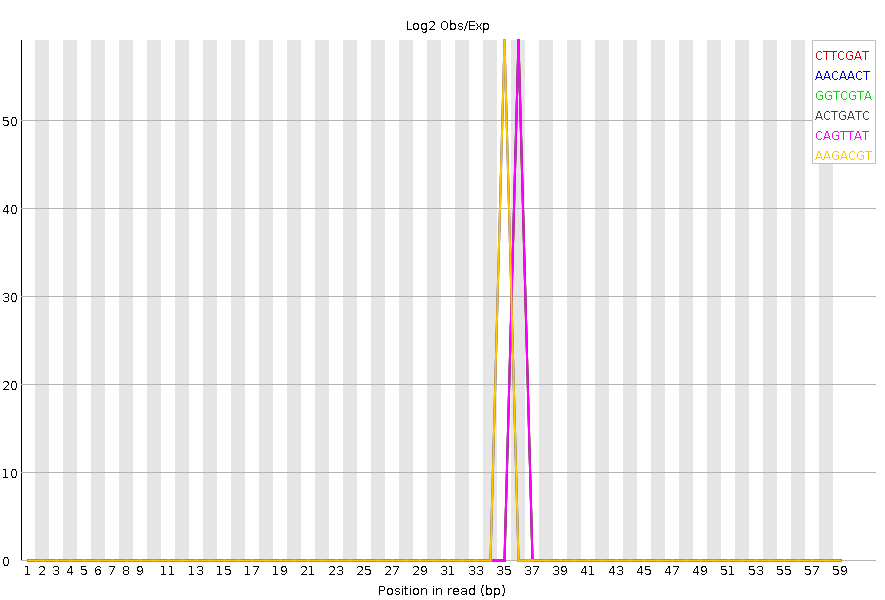 Log2 Obs/Exp
CTTCGAT
AACAACT
GGTCGTA
ACTGATC
CAGTTAT
AAGACGT
50
40
30
20
10
0
1 2 3 4 5 6 7 8 9 11 13 15 17 19 21 23 25 27 29 31 33 35 37 39 41 43 45 47 49 51 53 55 57 59
Position in read (bp)